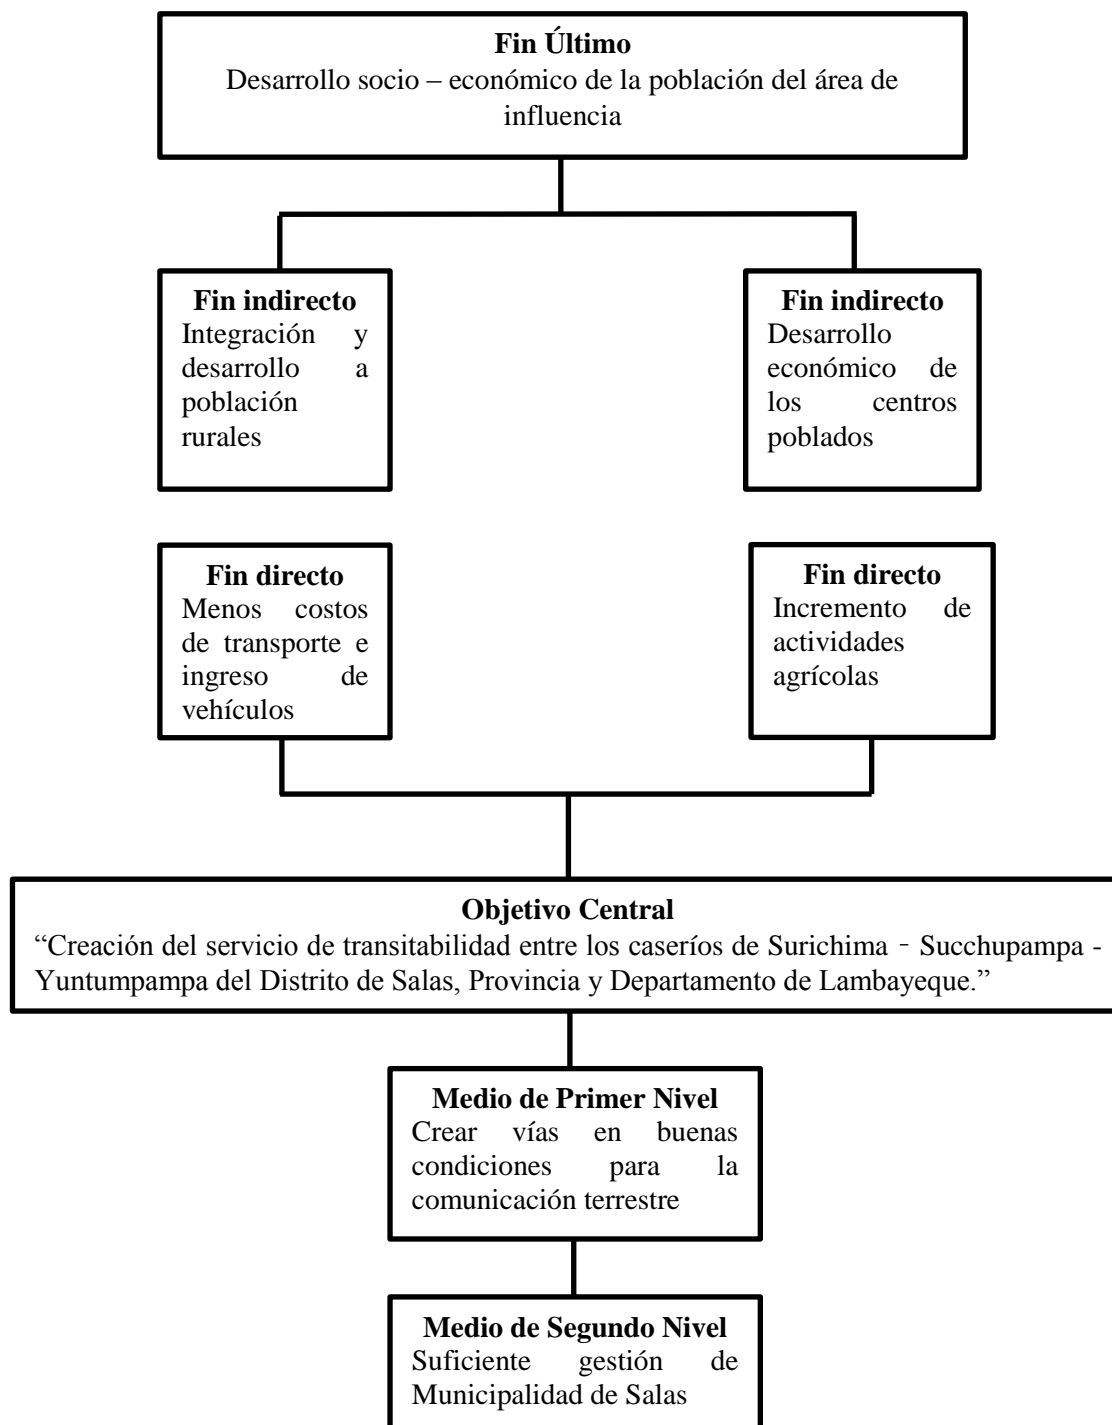 Fin Último
Desarrollo socio – económico de la población del área de
influencia
Fin indirecto
Integración y
desarrollo a
población
rurales
Fin indirecto
Desarrollo
económico de
los centros
poblados
Fin directo
Menos costos
de transporte e
ingreso de
vehículos
Fin directo
Incremento de
actividades
agrícolas
Objetivo Central
“Creación del servicio de transitabilidad entre los caseríos de Surichima - Succhupampa -
Yuntumpampa del Distrito de Salas, Provincia y Departamento de Lambayeque.”
Medio de Primer Nivel
Crear vías en buenas
condiciones para la
comunicación terrestre
Medio de Segundo Nivel
Suficiente gestión de
Municipalidad de Salas